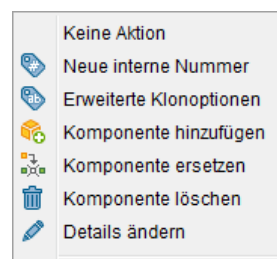 Keine Aktion
Neue interne Nummer
Erweiterte Klonoptionen
Komponente hinzufügen
Komponente ersetzen
Komponente löschen
Details ändern